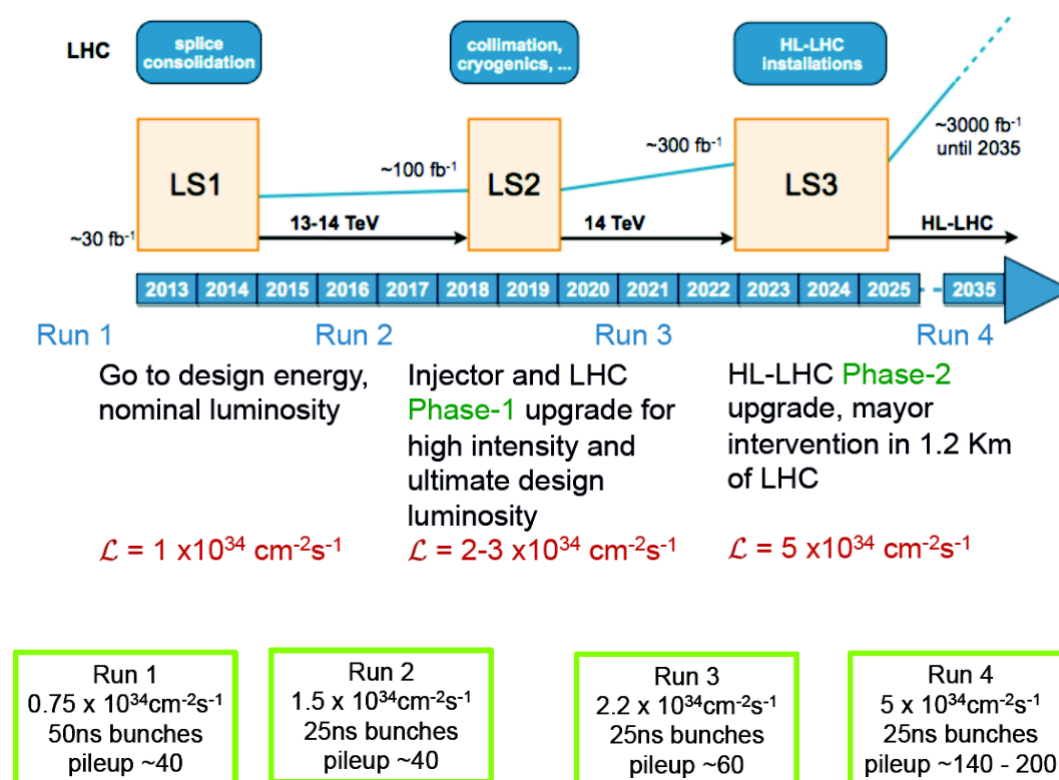 LHC
splice
consolidation
collimation,
cryogenics, ...
HL-LHC
installations
~30 fb⁻¹
LS1
~100 fb⁻¹
13-14 TeV
LS2
~300 fb⁻¹
14 TeV
LS3
~3000 fb⁻¹
until 2035
HL-LHC
2013 2014 2015 2016 2017 2018 2019 2020 2021 2022 2023 2024 2025 2035
Run 1 Run 2 Run 3 Run 4
Go to design energy,
nominal luminosity
ℒ = 1 x10³⁴ cm⁻²s⁻¹
Injector and LHC
Phase-1 upgrade for
high intensity and
ultimate design
luminosity
ℒ = 2-3 x10³⁴ cm⁻²s⁻¹
HL-LHC Phase-2
upgrade, mayor
intervention in 1.2 Km
of LHC
ℒ = 5 x10³⁴ cm⁻²s⁻¹
Run 1
0.75 x 10³⁴cm⁻²s⁻¹
50ns bunches
pileup ~40
Run 2
1.5 x 10³⁴cm⁻²s⁻¹
25ns bunches
pileup ~40
Run 3
2.2 x 10³⁴cm⁻²s⁻¹
25ns bunches
pileup ~60
Run 4
5 x 10³⁴cm⁻²s⁻¹
25ns bunches
pileup ~140 - 200